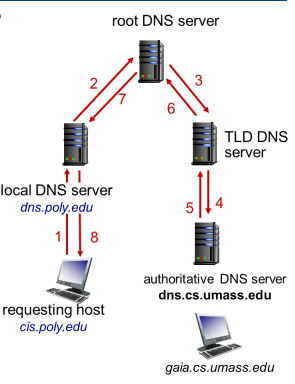 root DNS server
2
3
7
6
TLD DNS
server
local DNS server
dns.poly.edu
5
4
1
8
authoritative DNS server
dns.cs.umass.edu
requesting host
cis.poly.edu
gaia.cs.umass.edu